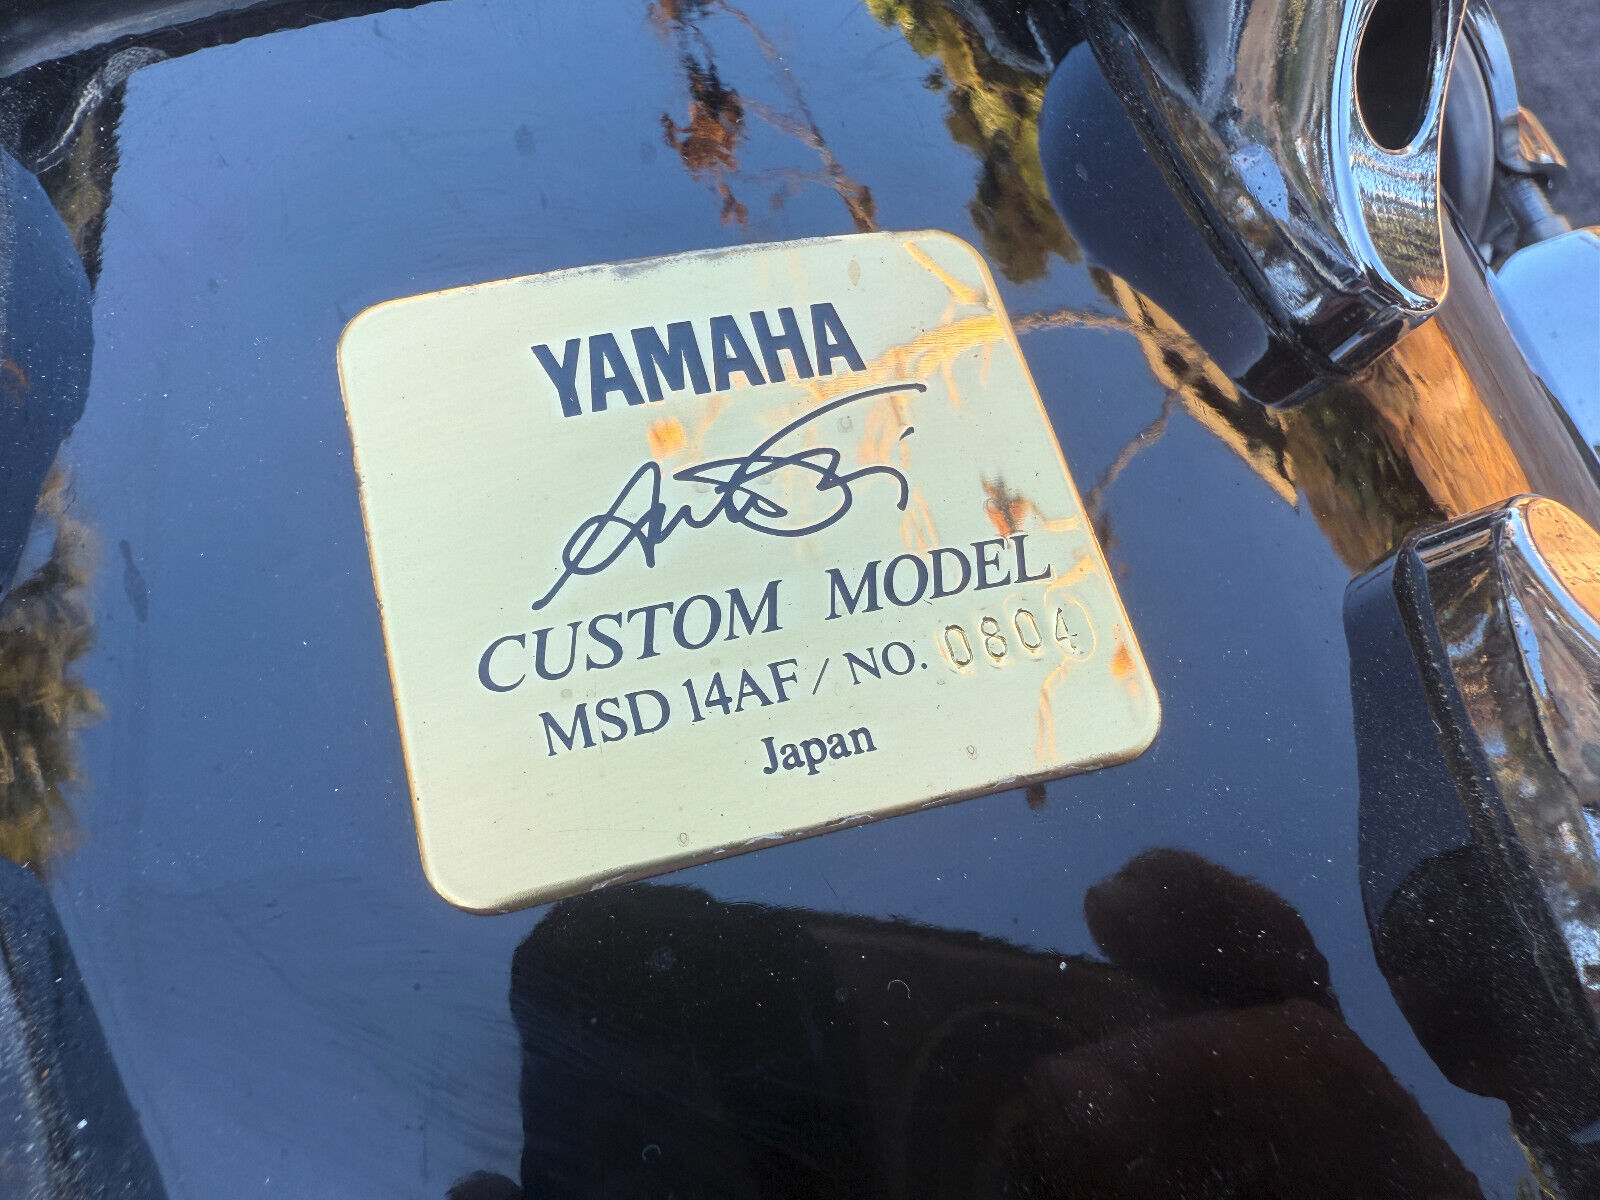 YAMAHA
CUSTOM MODEL
MSD 14AF / NO. 0804
Japan